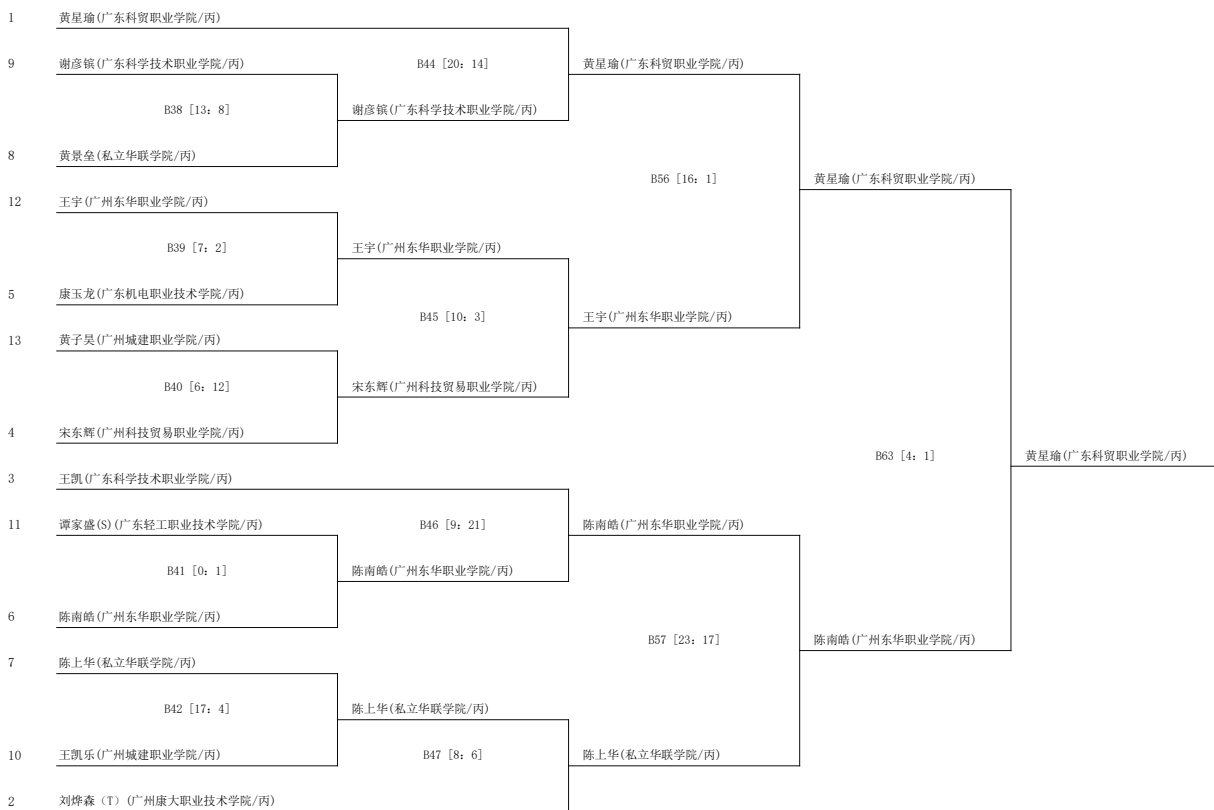 1 黄星瑜(广东科贸职业学院/丙)
9 谢彦镔(广东科学技术职业学院/丙) B44 [20: 14] 黄星瑜(广东科贸职业学院/丙)
B38 [13: 8] 谢彦镔(广东科学技术职业学院/丙)
8 黄景垒(私立华联学院/丙)
B56 [16: 1] 黄星瑜(广东科贸职业学院/丙)
12 王宇(广州东华职业学院/丙)
B39 [7: 2] 王宇(广州东华职业学院/丙)
5 康玉龙(广东机电职业技术学院/丙)
B45 [10: 3] 王宇(广州东华职业学院/丙)
13 黄子昊(广州城建职业学院/丙)
B40 [6: 12] 宋东辉(广州科技贸易职业学院/丙)
4 宋东辉(广州科技贸易职业学院/丙)
B63 [4: 1] 黄星瑜(广东科贸职业学院/丙)
3 王凯(广东科学技术职业学院/丙)
11 谭家盛(S)(广东轻工职业技术学院/丙) B46 [9: 21] 陈南皓(广州东华职业学院/丙)
B41 [0: 1] 陈南皓(广州东华职业学院/丙)
6 陈南皓(广州东华职业学院/丙)
B57 [23: 17] 陈南皓(广州东华职业学院/丙)
7 陈上华(私立华联学院/丙)
B42 [17: 4] 陈上华(私立华联学院/丙)
10 王凯乐(广州城建职业学院/丙) B47 [8: 6] 陈上华(私立华联学院/丙)
2 刘烨森（T）(广州康大职业技术学院/丙)